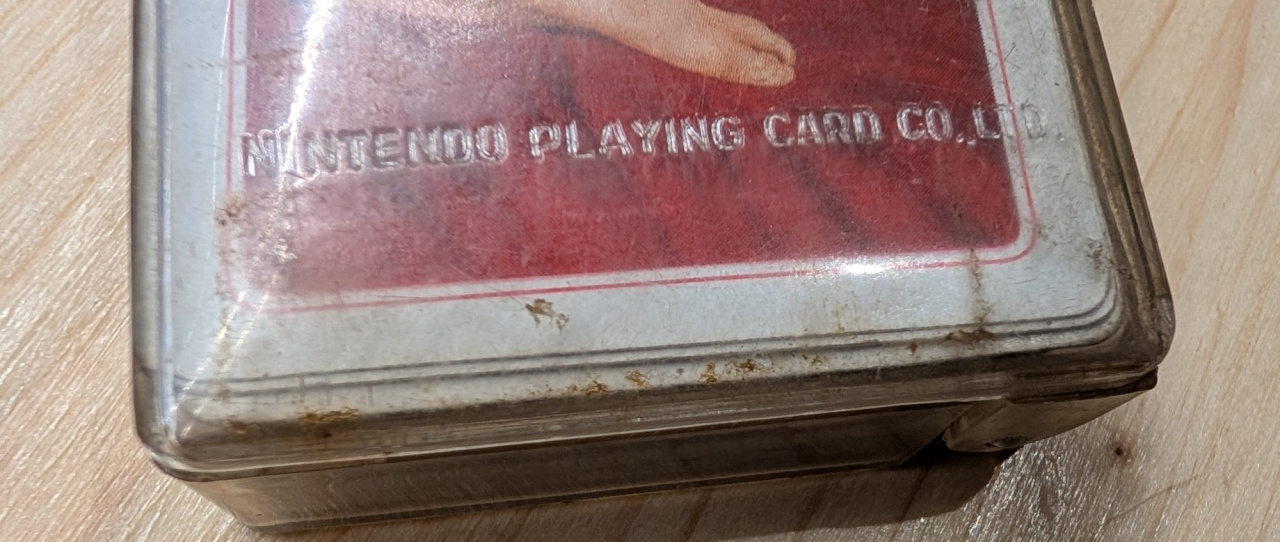 NINTENDO PLAYING CARD CO.,LTD.